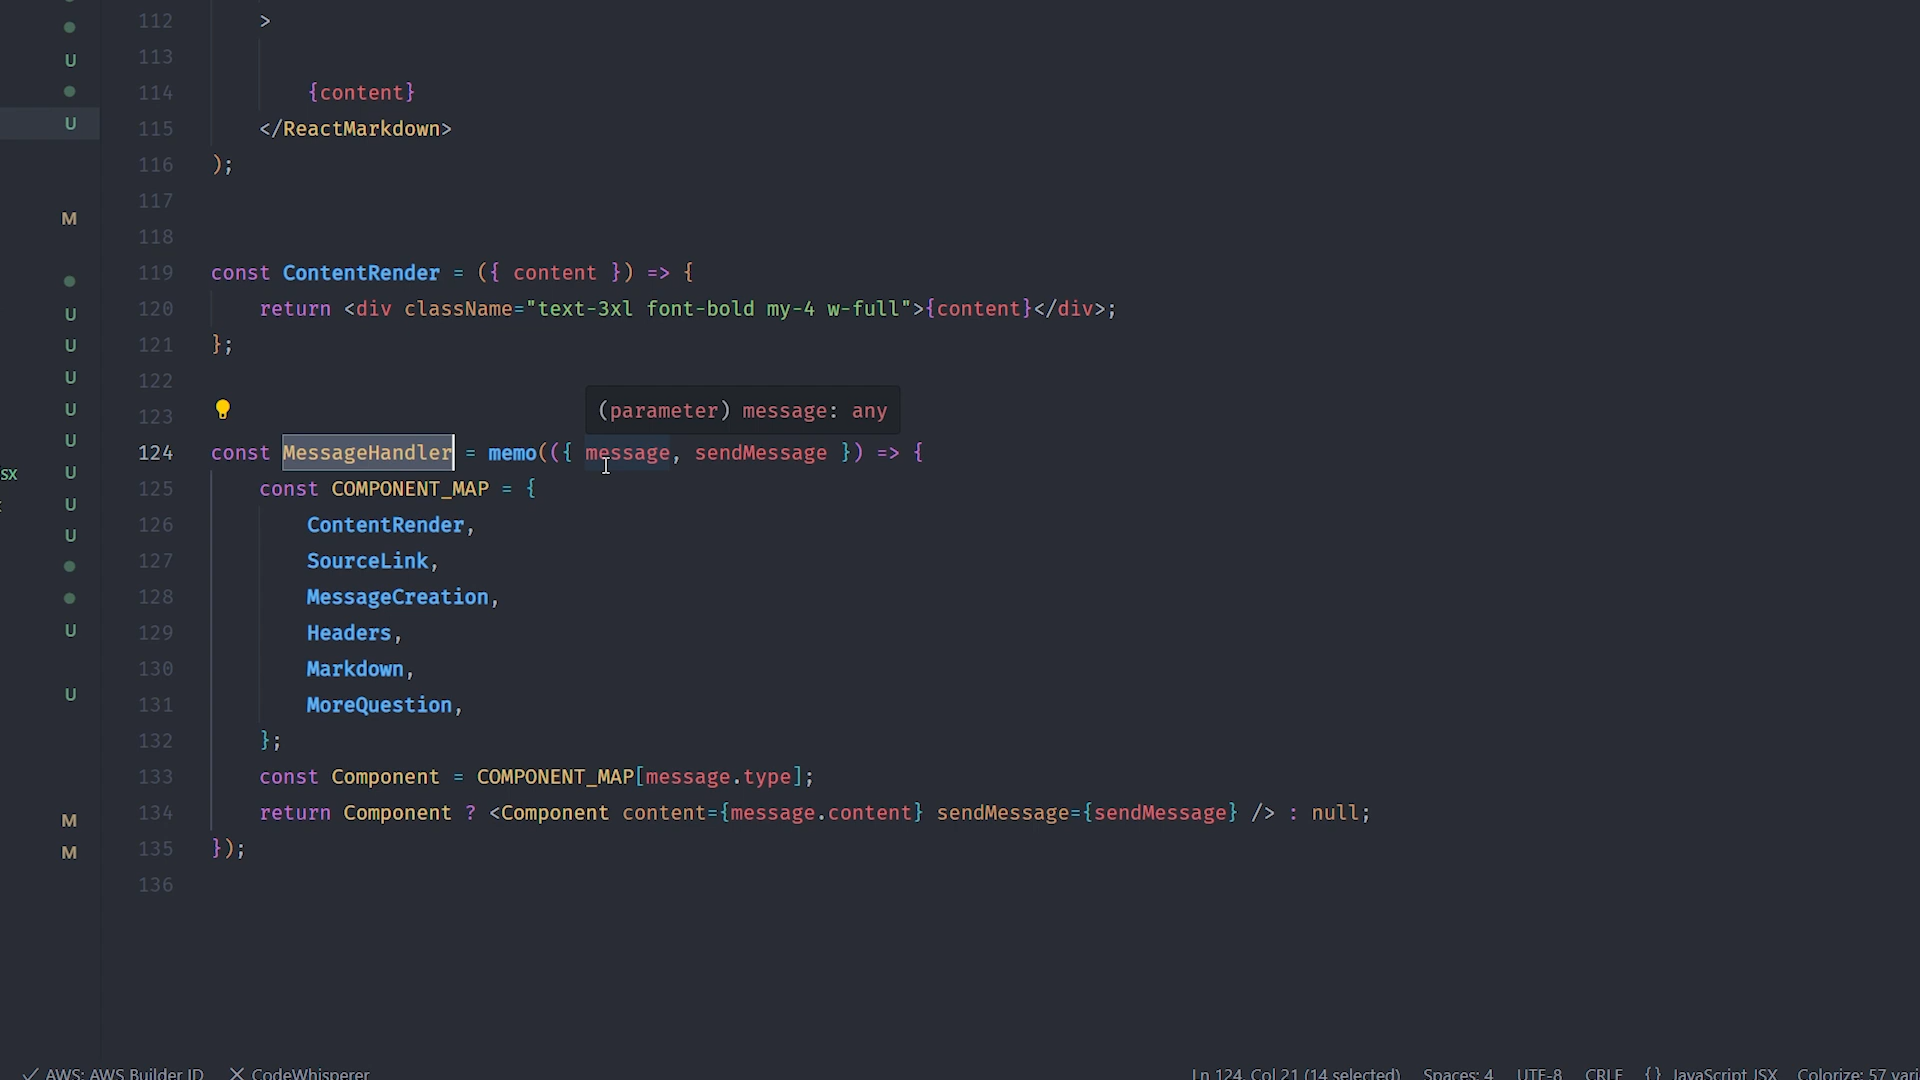 112 >
U 113
114 {content}
U 115 </ReactMarkdown>
116 );
117
M
118
119 const ContentRender = ({ content }) => {
U 120 return <div className="text-3xl font-bold my-4 w-full">{content}</div>;
U 121 };
U 122
U 123 (parameter) message: any
U 124 const MessageHandler = memo(({ message, sendMessage }) => {
sx U 125 const COMPONENT_MAP = {
U 126 ContentRender,
U 127 SourceLink,
128 MessageCreation,
U 129 Headers,
130 Markdown,
U 131 MoreQuestion,
132 };
133 const Component = COMPONENT_MAP[message.type];
M 134 return Component ? <Component content={message.content} sendMessage={sendMessage} /> : null;
M 135 });
136
AWS: AWS Builder ID CodeWhisperer Ln 124, Col 21 (14 selected) Spaces: 4 UTF-8 CRLF {} JavaScript JSX Colorize: 57 vari